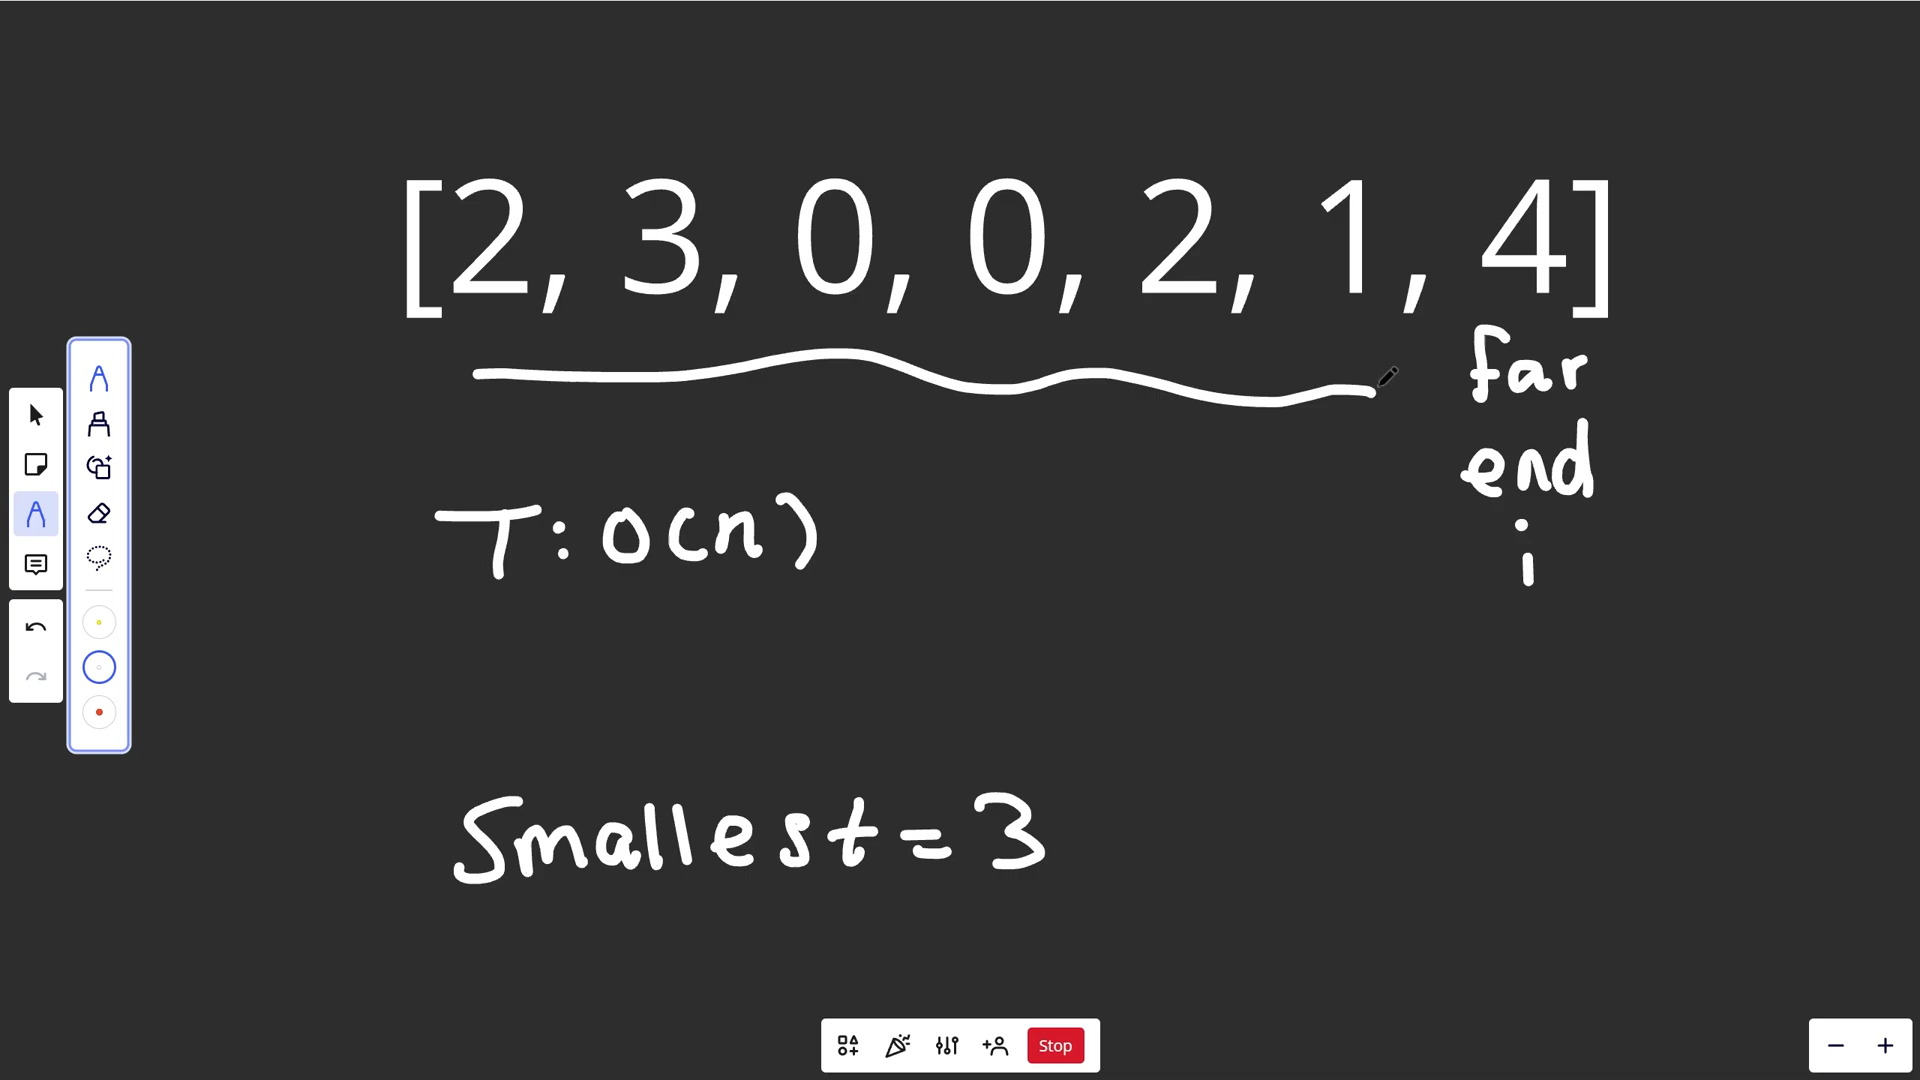 [2, 3, 0, 0, 2, 1, 4]
far
end
i
T: O(n)
Smallest = 3
Stop